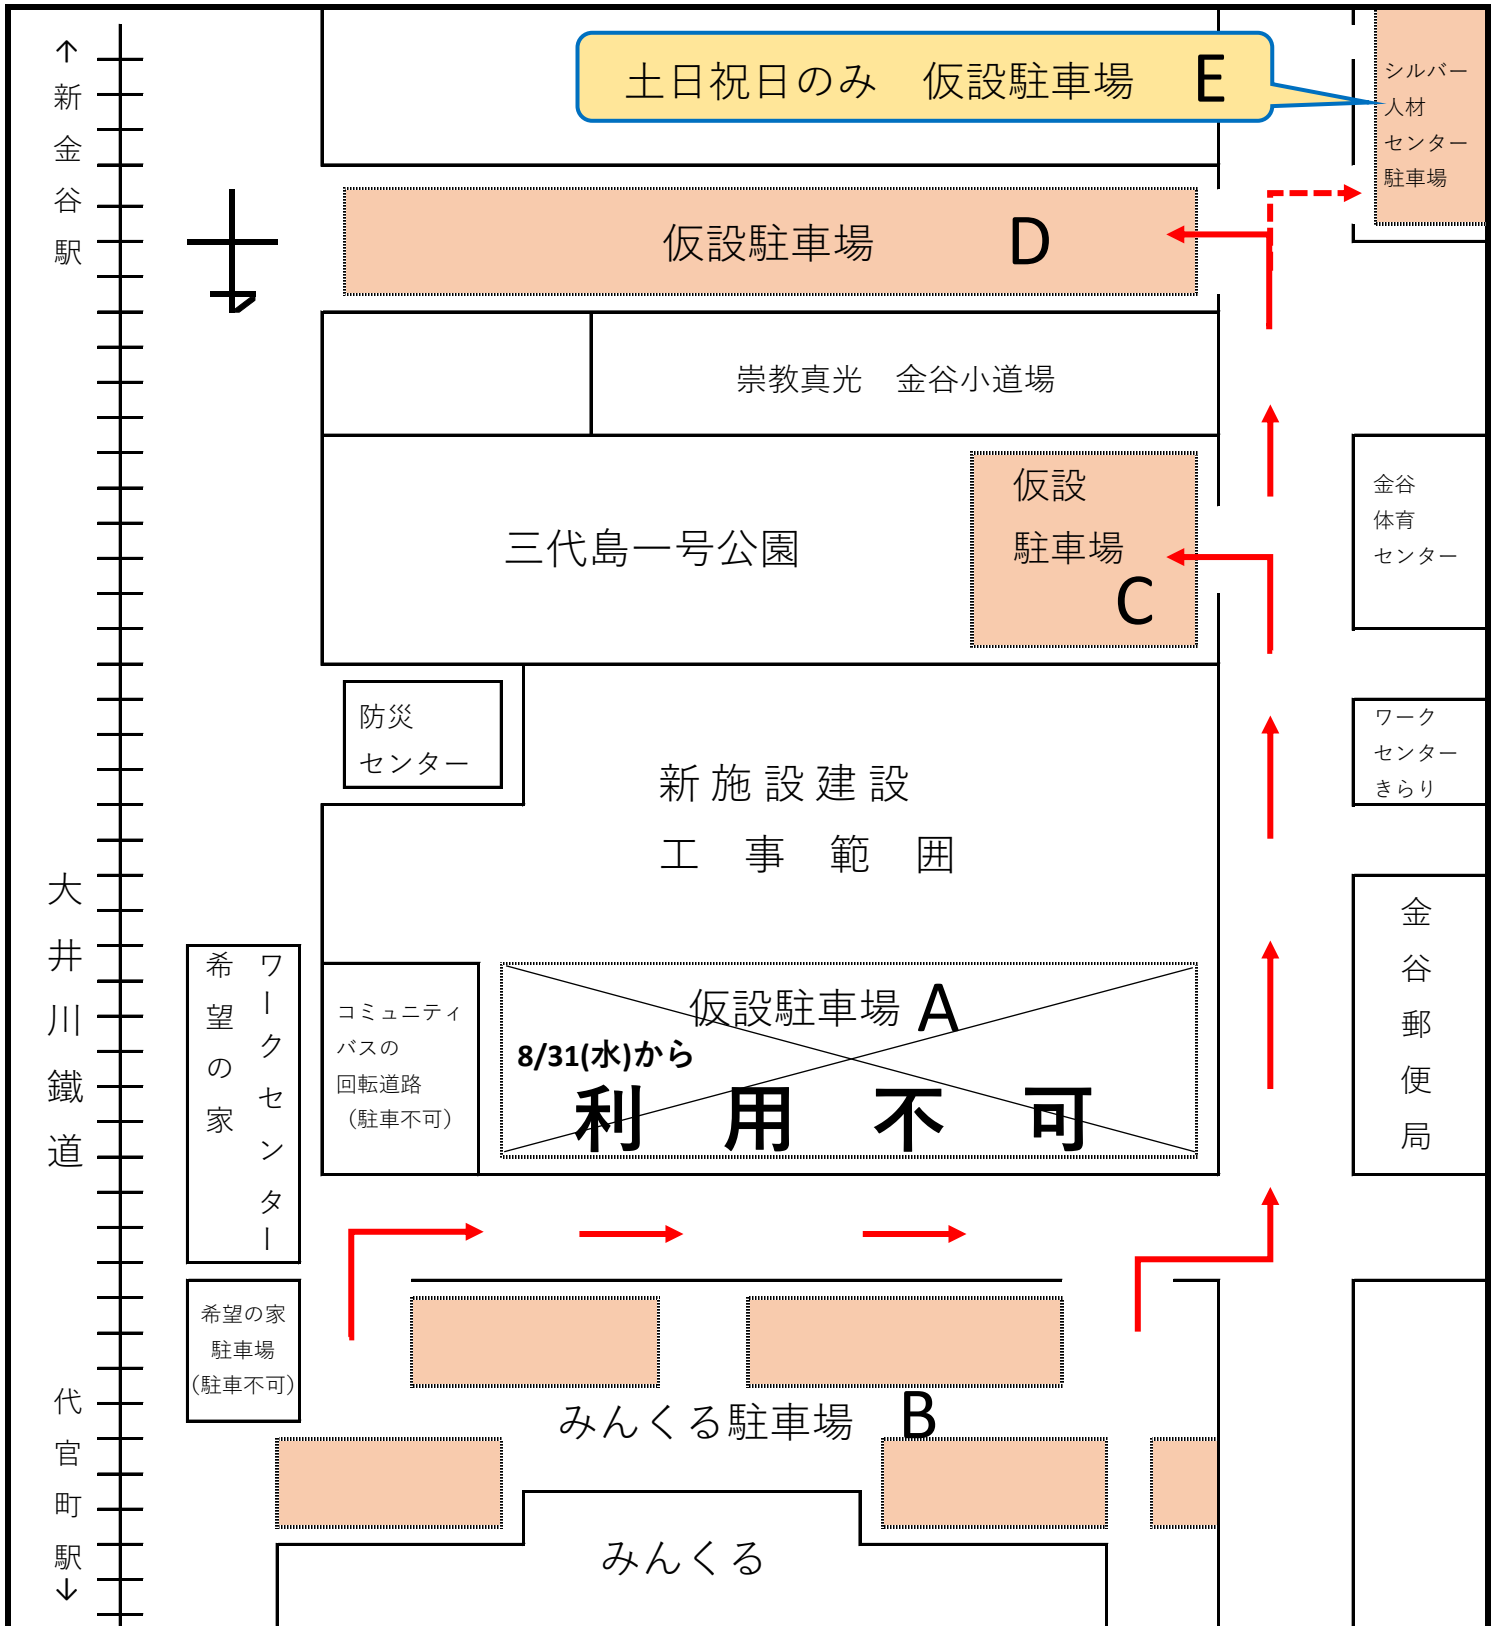 ↑新金谷駅
大井川鐵道
代官町駅↓
土日祝日のみ　仮設駐車場　E
シルバー
人材
センター
駐車場
仮設駐車場　D
崇教真光　金谷小道場
三代島一号公園
仮設
駐車場
C
金谷
体育
センター
防災
センター
新施設建設
工事範囲
ワーク
センター
きらり
金谷郵便局
ワークセンター
希望の家
コミュニティ
バスの
回転道路
（駐車不可）
仮設駐車場 A
8/31(水)から
利用不可
希望の家
駐車場
(駐車不可)
みんくる駐車場　B
みんくる